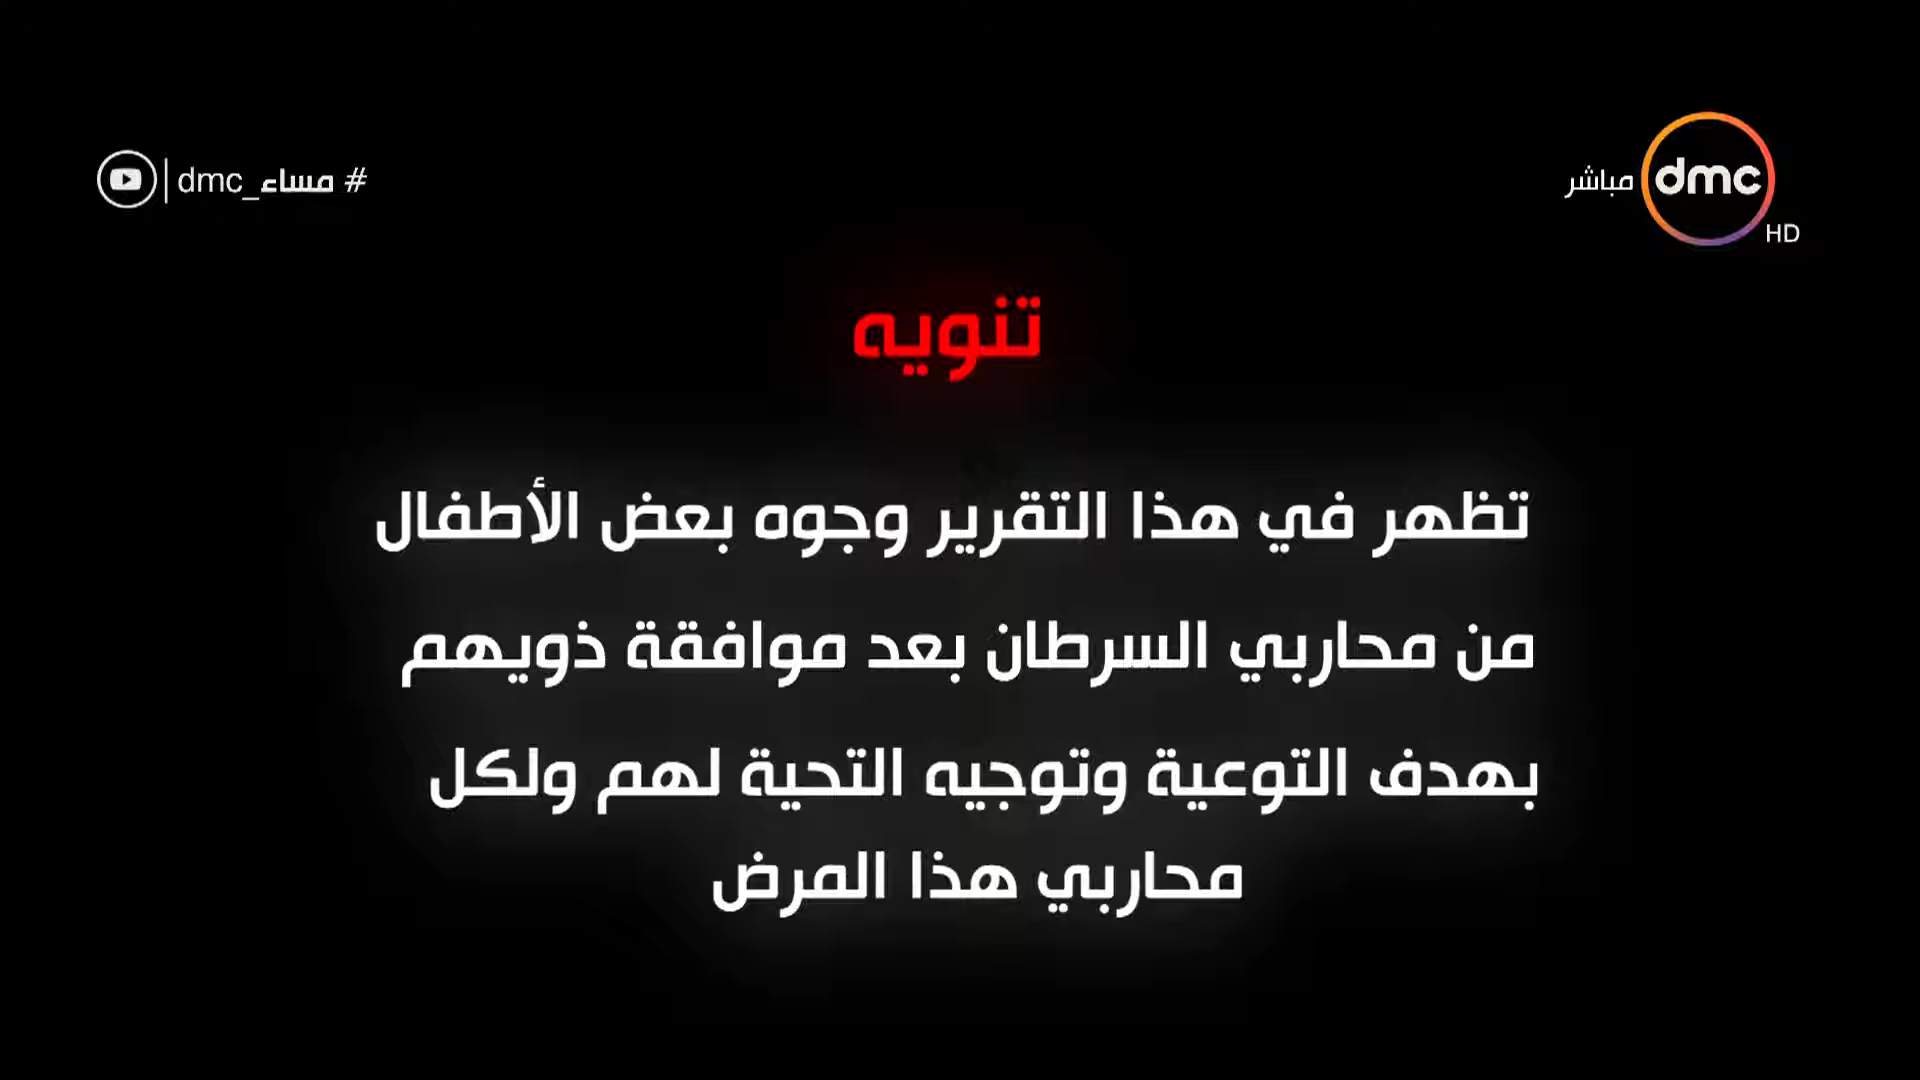 dmc
مباشر
HD
# مساء_dmc
تنويه
تظهر في هذا التقرير وجوه بعض الأطفال
من محاربي السرطان بعد موافقة ذويهم
بهدف التوعية وتوجيه التحية لهم ولكل
محاربي هذا المرض